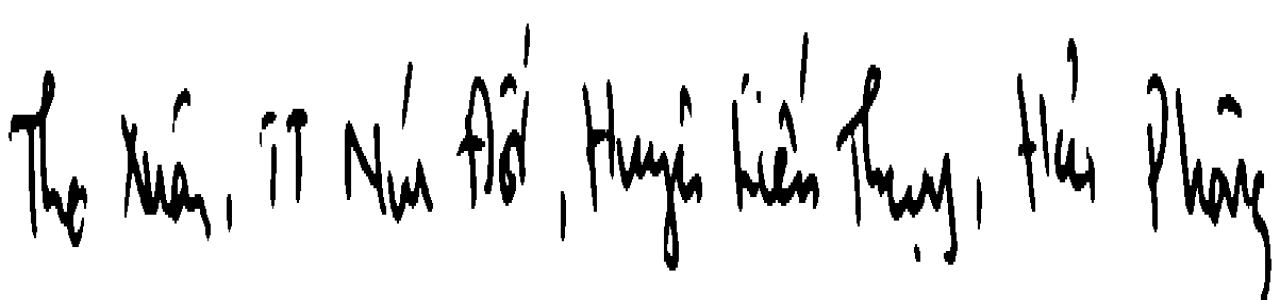 Thọ Xuân, TT Núi Đối, Huyện Kiến Thụy, Hải Phòng